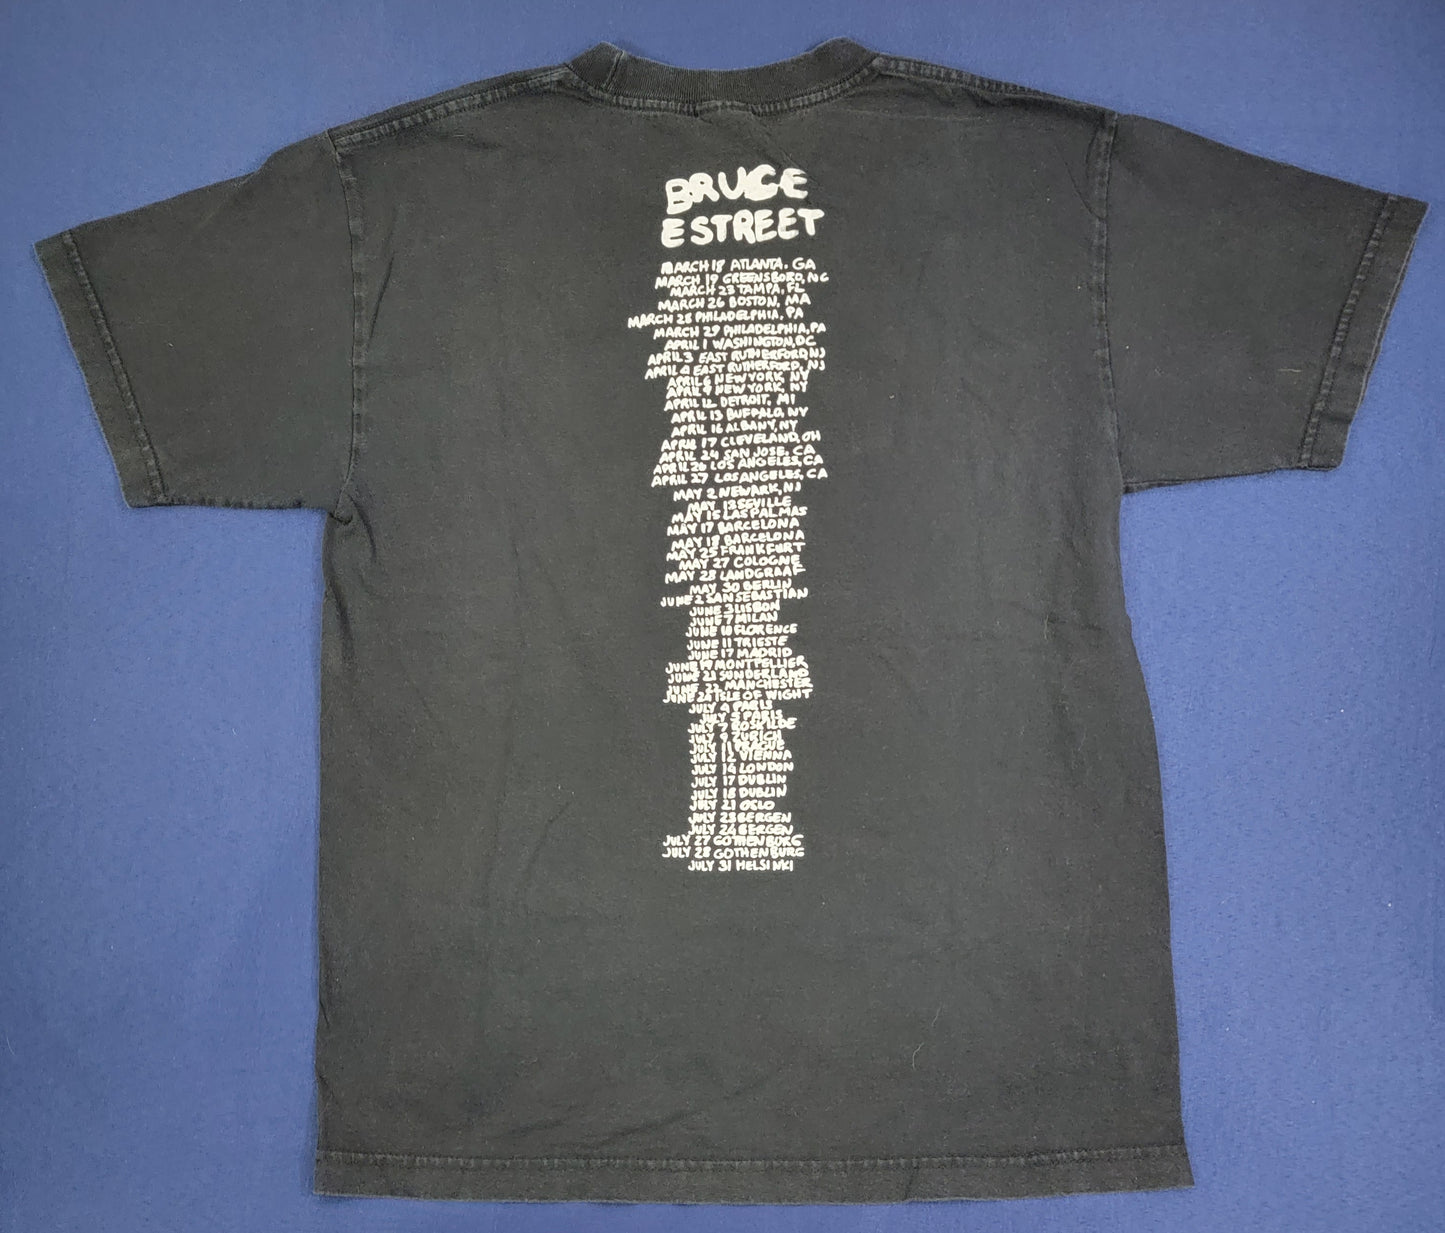 BRUCE
E STREET
MARCH 18 ATLANTA, GA
MARCH 19 GREENSBORO, NC
MARCH 23 TAMPA, FL
MARCH 26 BOSTON, MA
MARCH 28 PHILADELPHIA, PA
MARCH 29 PHILADELPHIA, PA
APRIL 1 WASHINGTON, DC
APRIL 3 EAST RUTHERFORD, NJ
APRIL 4 EAST RUTHERFORD, NJ
APRIL 6 NEW YORK, NY
APRIL 9 NEW YORK, NY
APRIL 12 DETROIT, MI
APRIL 13 BUFFALO, NY
APRIL 16 ALBANY, NY
APRIL 17 CLEVELAND, OH
APRIL 24 SAN JOSE, CA
APRIL 26 LOS ANGELES, CA
APRIL 27 LOS ANGELES, CA
MAY 2 NEWARK, NJ
MAY 13 SEVILLE
MAY 15 LAS PALMAS
MAY 17 BARCELONA
MAY 18 BARCELONA
MAY 25 FRANKFURT
MAY 27 COLOGNE
MAY 28 LANDGRAAF
MAY 30 BERLIN
JUNE 2 SAN SEBASTIAN
JUNE 3 LISBON
JUNE 7 MILAN
JUNE 10 FLORENCE
JUNE 11 TRIESTE
JUNE 17 MADRID
JUNE 19 MONTPELLIER
JUNE 21 SUNDERLAND
JUNE 22 MANCHESTER
JUNE 24 ISLE OF WIGHT
JULY 4 PARIS
JULY 5 PARIS
JULY 7 ROSKILDE
JULY 9 ZURICH
JULY 11 PRAGUE
JULY 12 VIENNA
JULY 14 LONDON
JULY 17 DUBLIN
JULY 18 DUBLIN
JULY 21 OSLO
JULY 23 BERGEN
JULY 24 BERGEN
JULY 27 GOTHENBURG
JULY 28 GOTHENBURG
JULY 31 HELSINKI